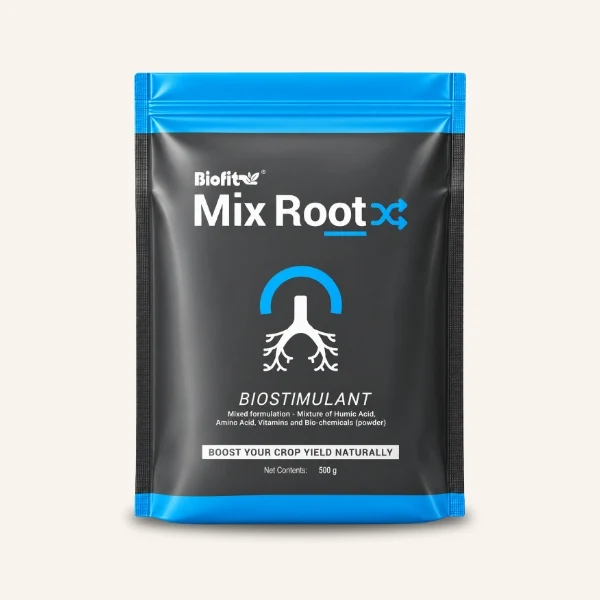 Biofit®
Mix Root
BIOSTIMULANT
Mixed formulation - Mixture of Humic Acid,
Amino Acid, Vitamins and Bio-chemicals (powder)
BOOST YOUR CROP YIELD NATURALLY
Net Contents: 500 g